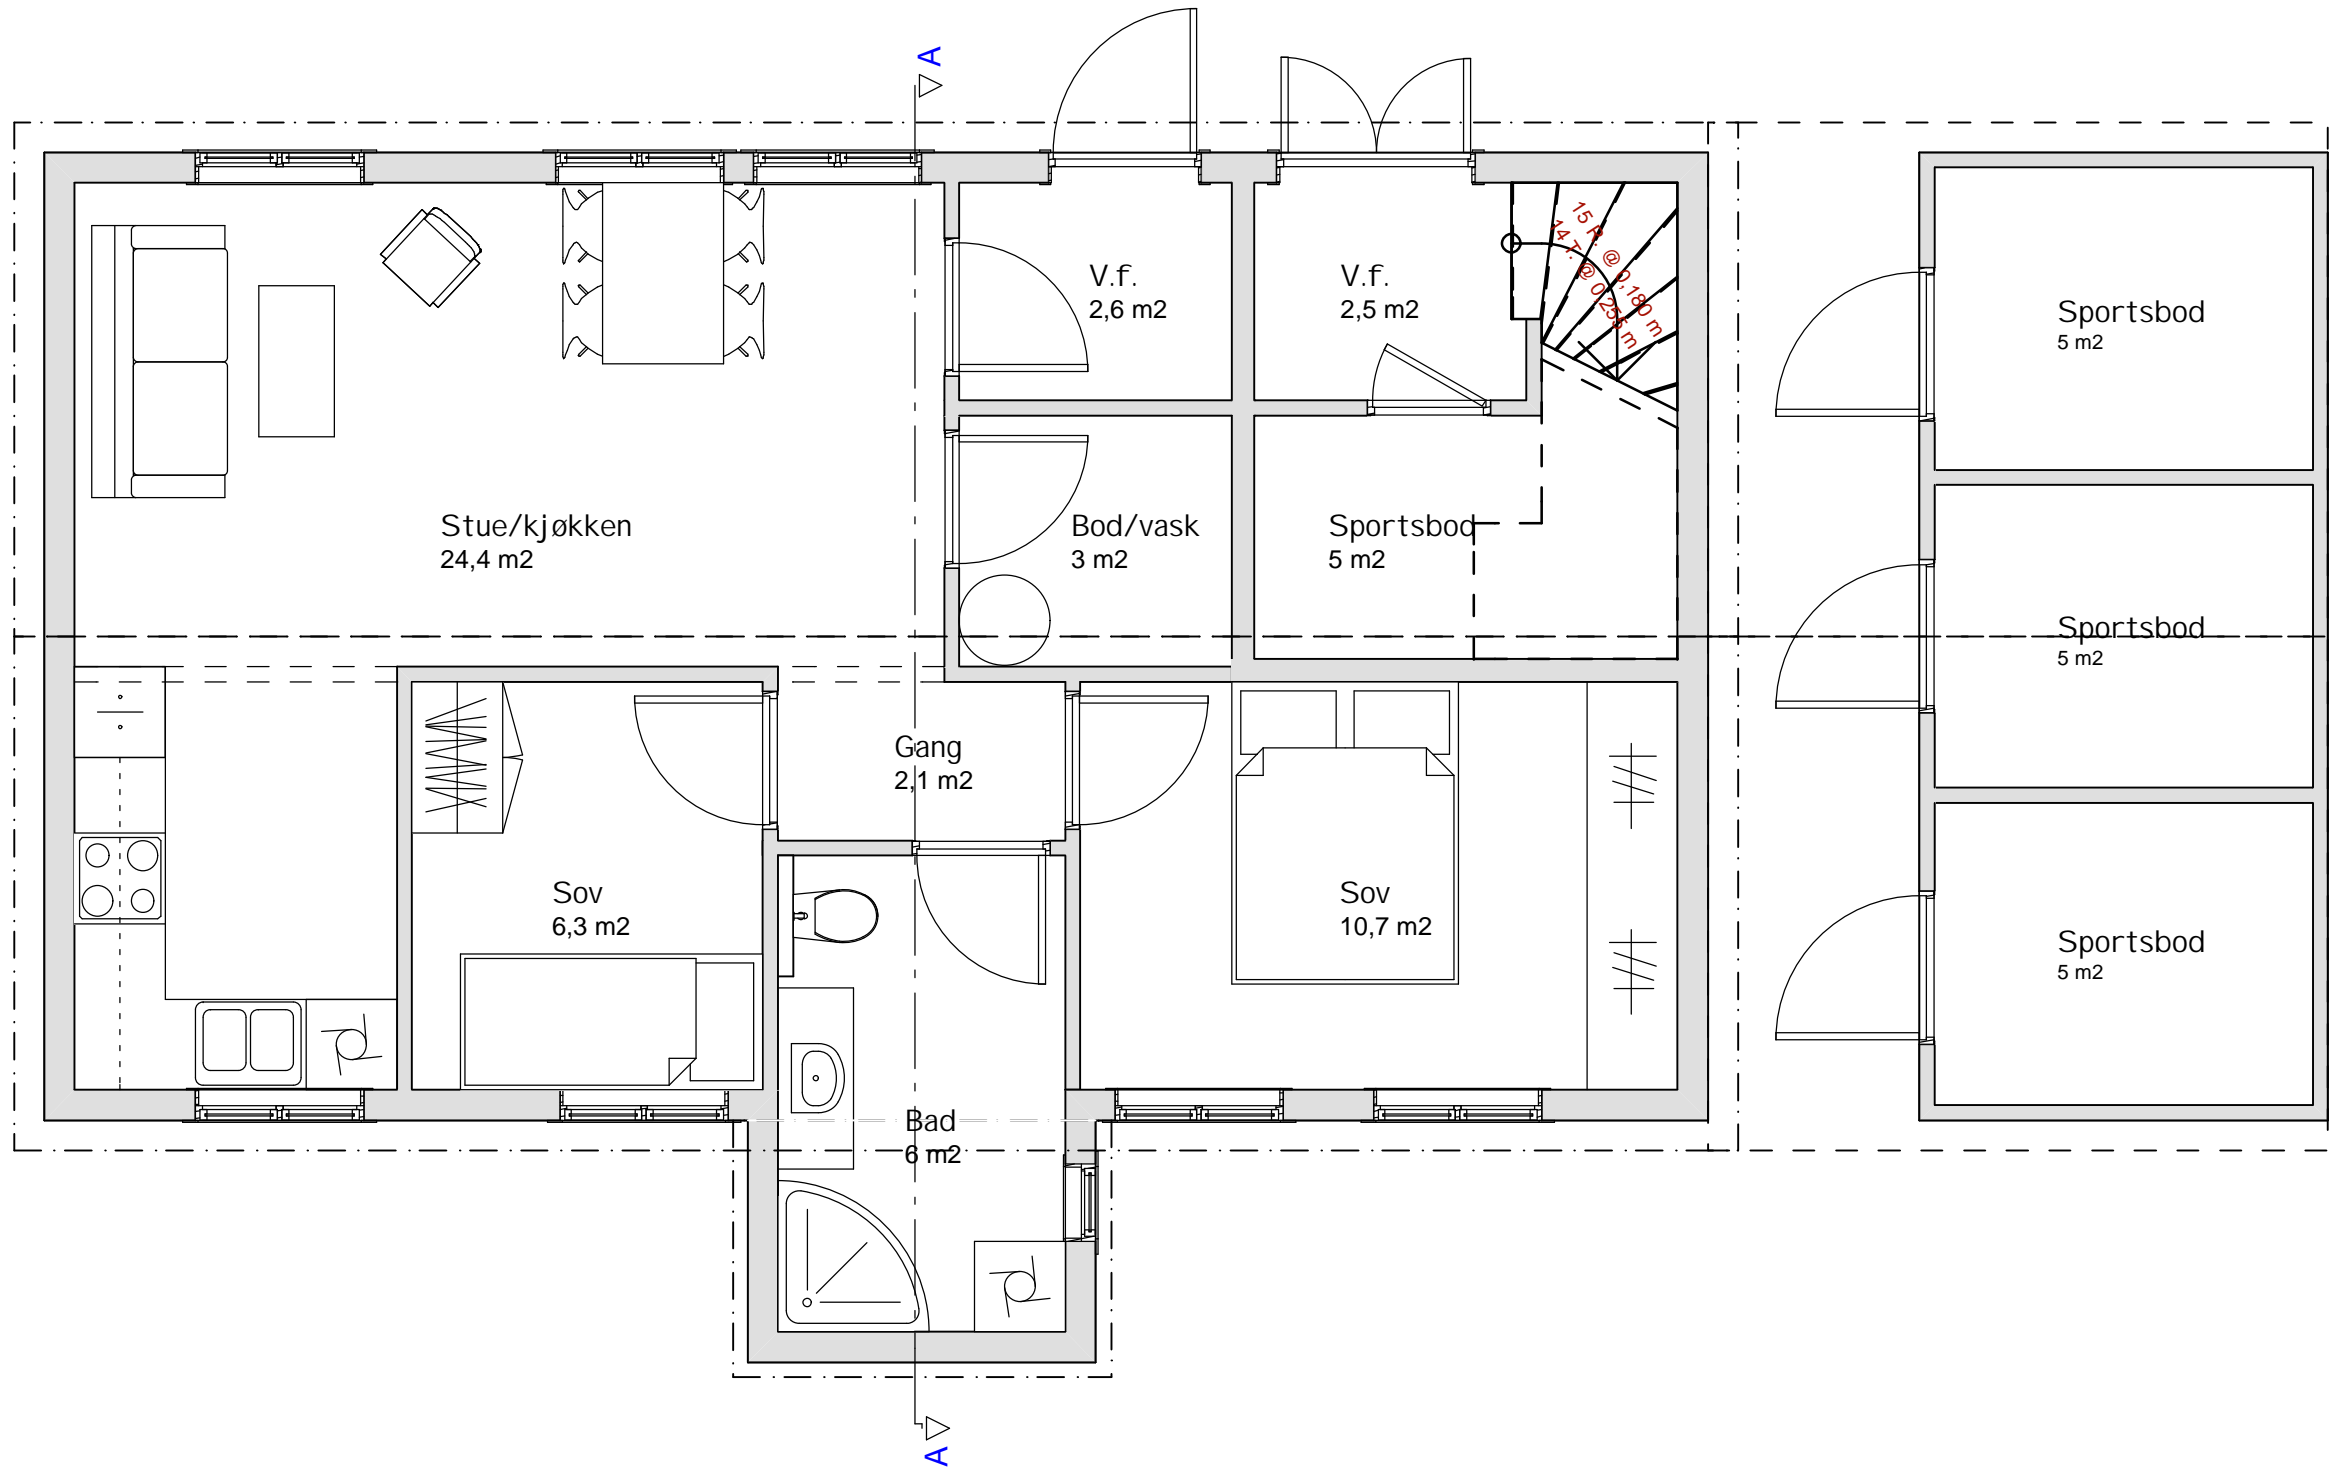 A
V.f.
2,6 m2
V.f.
2,5 m2
15 R. @ 0,180 m
14 T. @ 0,255 m
Sportsbod
5 m2
Stue/kjøkken
24,4 m2
Bod/vask
3 m2
Sportsbod
5 m2
Sportsbod
5 m2
Gang
2,1 m2
Sov
6,3 m2
Sov
10,7 m2
Sportsbod
5 m2
Bad
6 m2
A